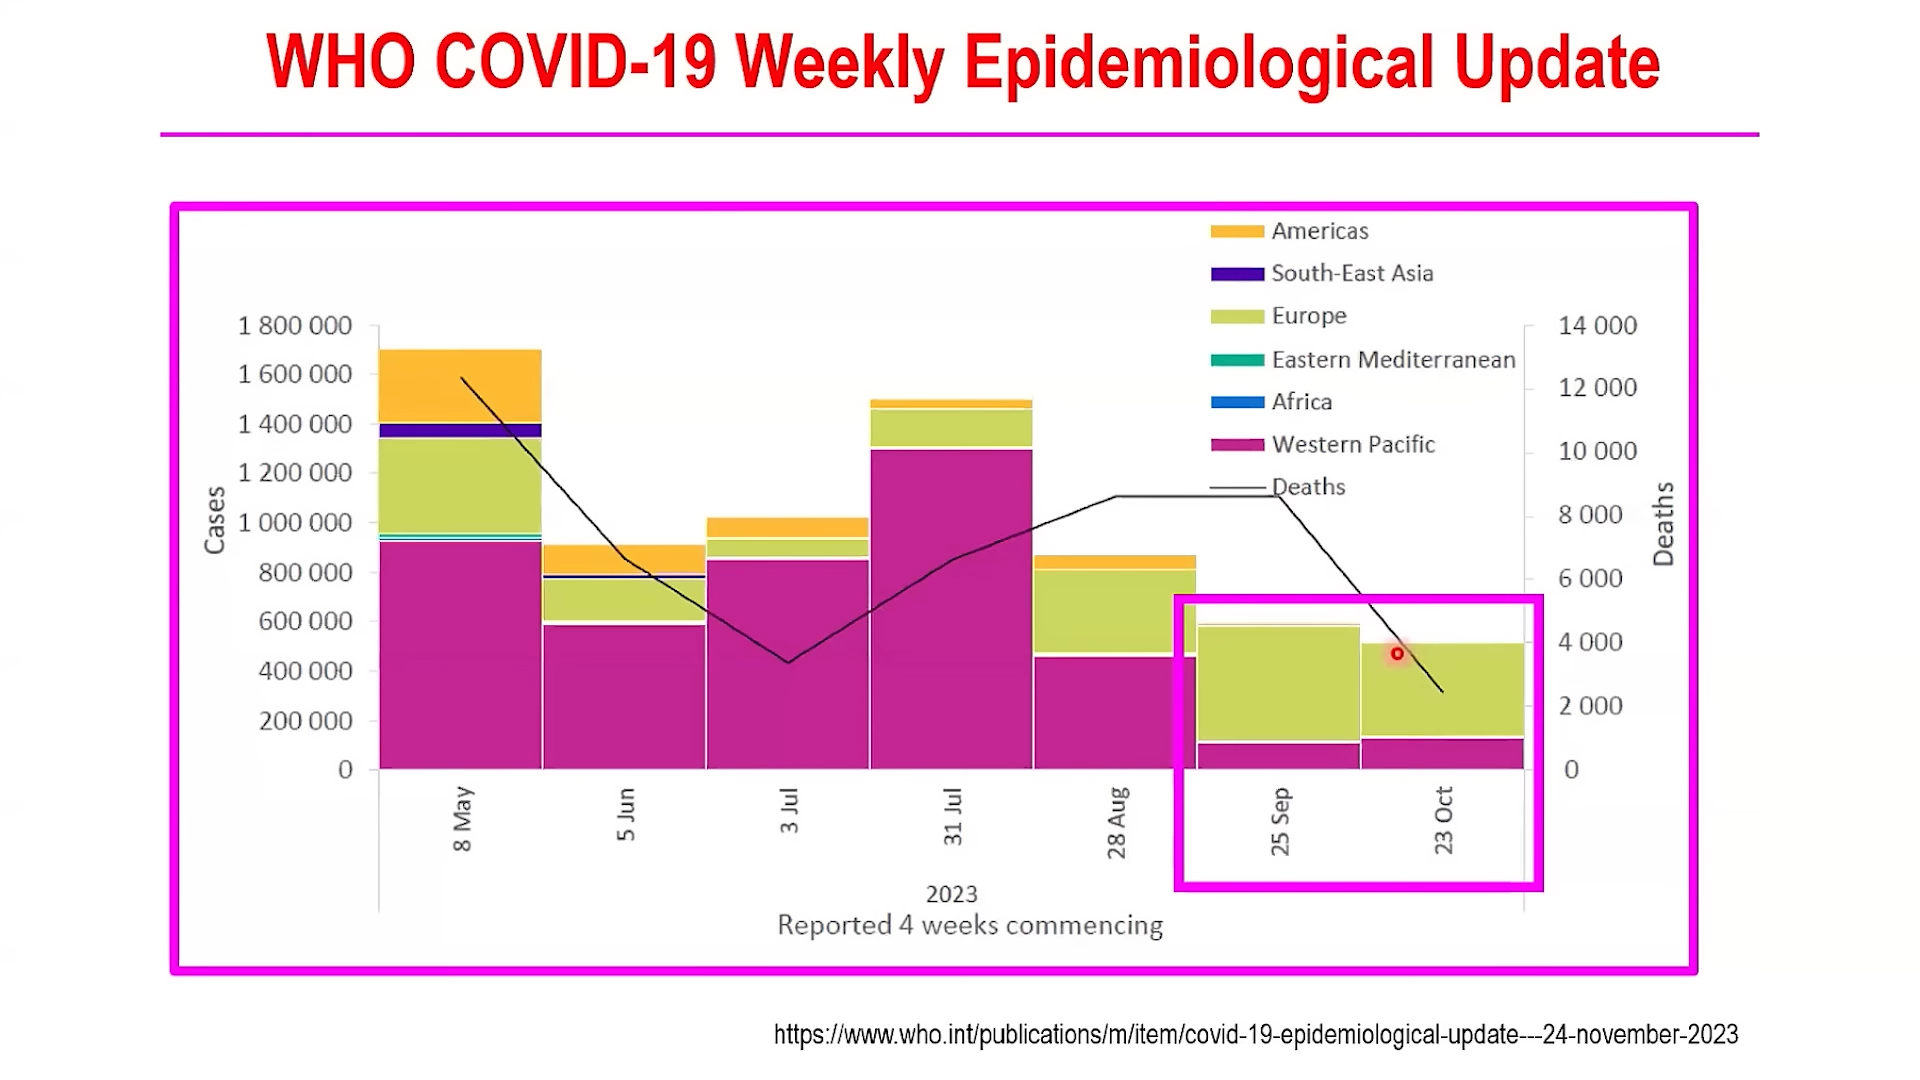 WHO COVID-19 Weekly Epidemiological Update
Americas
South-East Asia
Europe
Eastern Mediterranean
Africa
Western Pacific
Deaths
Cases
1 800 000
1 600 000
1 400 000
1 200 000
1 000 000
800 000
600 000
400 000
200 000
0
14 000
12 000
10 000
8 000
6 000
4 000
2 000
0
Deaths
8 May
5 Jun
3 Jul
31 Jul
28 Aug
25 Sep
23 Oct
2023
Reported 4 weeks commencing
https://www.who.int/publications/m/item/covid-19-epidemiological-update---24-november-2023